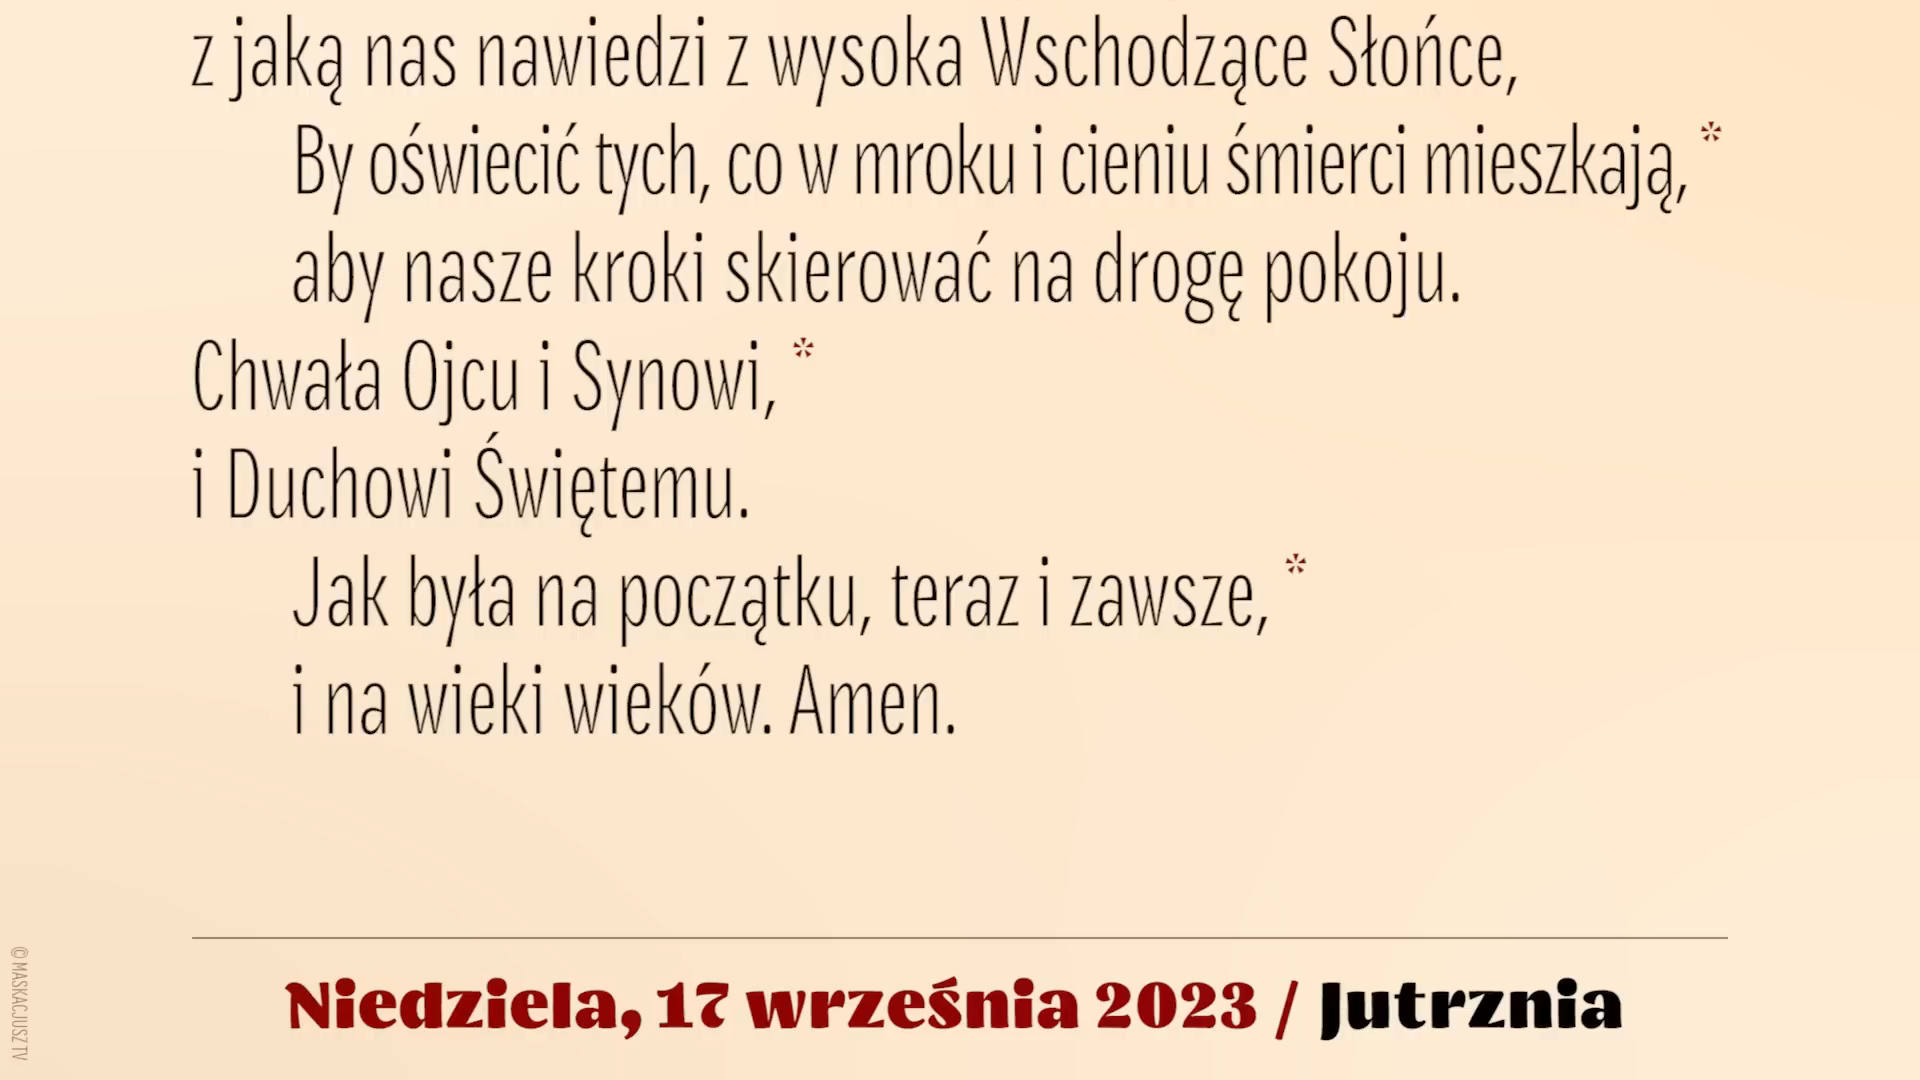 z jaką nas nawiedzi z wysoka Wschodzące Słońce,
By oświecić tych, co w mroku i cieniu śmierci mieszkają, *
aby nasze kroki skierować na drogę pokoju.
Chwała Ojcu i Synowi, *
i Duchowi Świętemu.
Jak była na początku, teraz i zawsze, *
i na wieki wieków. Amen.
Niedziela, 17 września 2023 / Jutrznia
© MASKACJUSZ TV